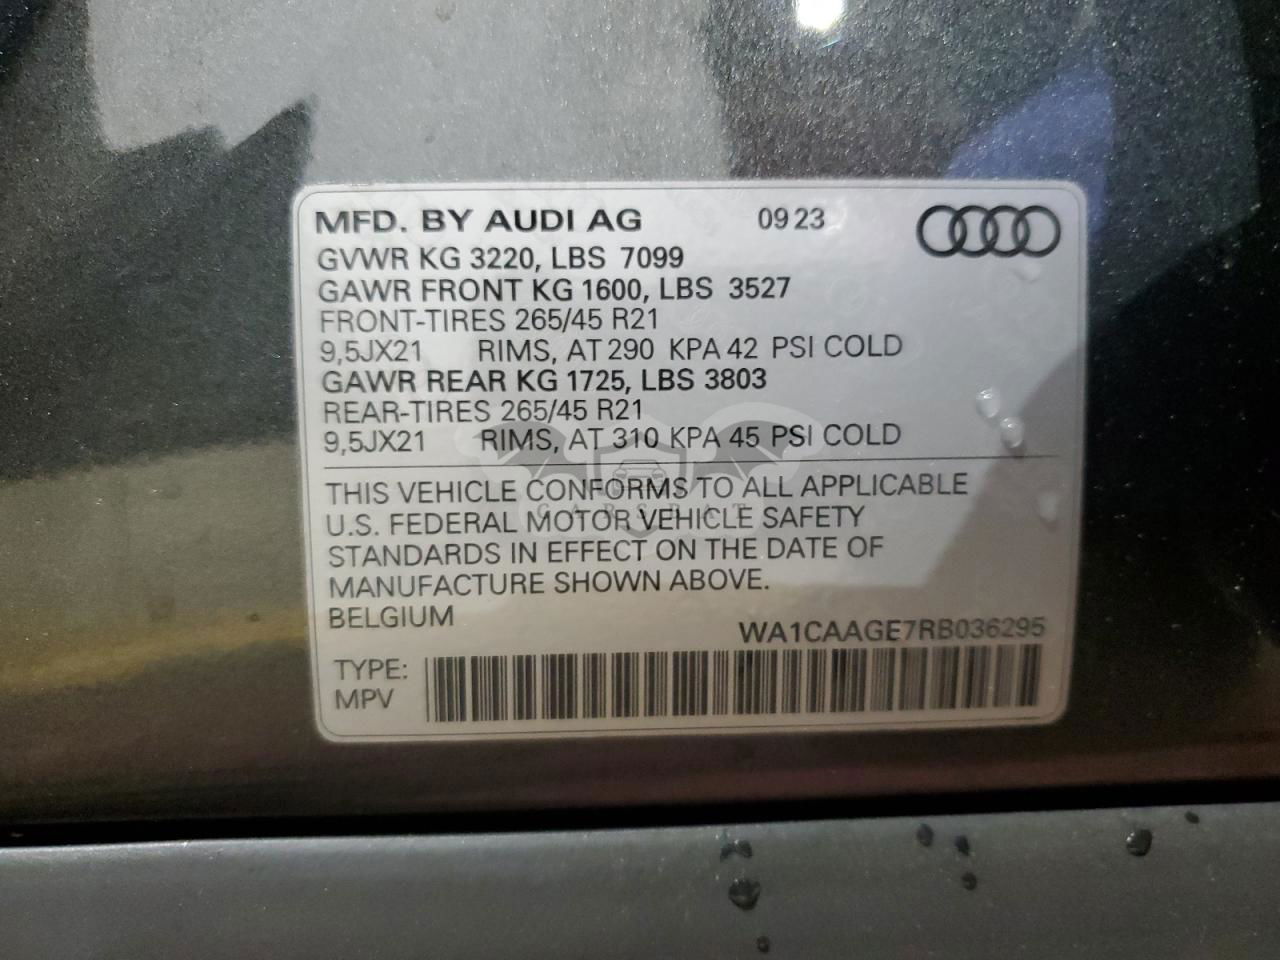 MFD. BY AUDI AG 09 23
GVWR KG 3220, LBS 7099
GAWR FRONT KG 1600, LBS 3527
FRONT-TIRES 265/45 R21
9,5JX21 RIMS, AT 290 KPA 42 PSI COLD
GAWR REAR KG 1725, LBS 3803
REAR-TIRES 265/45 R21
9,5JX21 RIMS, AT 310 KPA 45 PSI COLD
THIS VEHICLE CONFORMS TO ALL APPLICABLE
U.S. FEDERAL MOTOR VEHICLE SAFETY
STANDARDS IN EFFECT ON THE DATE OF
MANUFACTURE SHOWN ABOVE.
BELGIUM
WA1CAAGE7RB036295
TYPE:
MPV